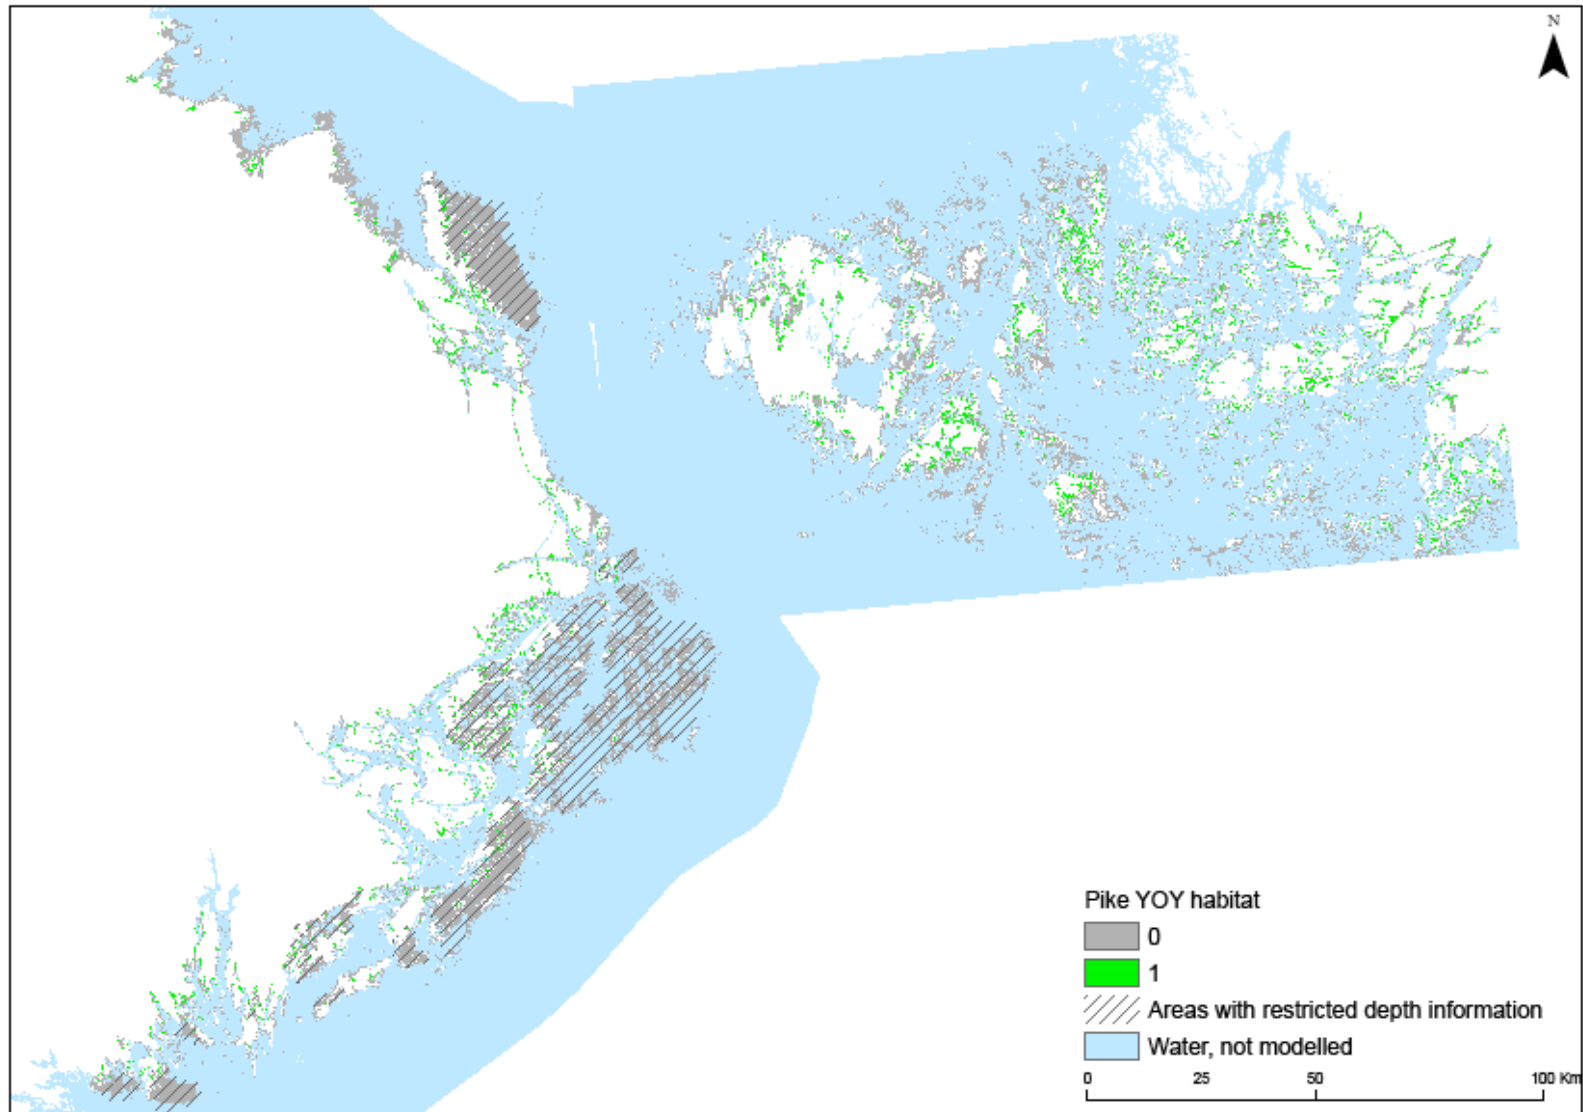 N
Pike YOY habitat
0
1
Areas with restricted depth information
Water, not modelled
0 25 50 100 Km